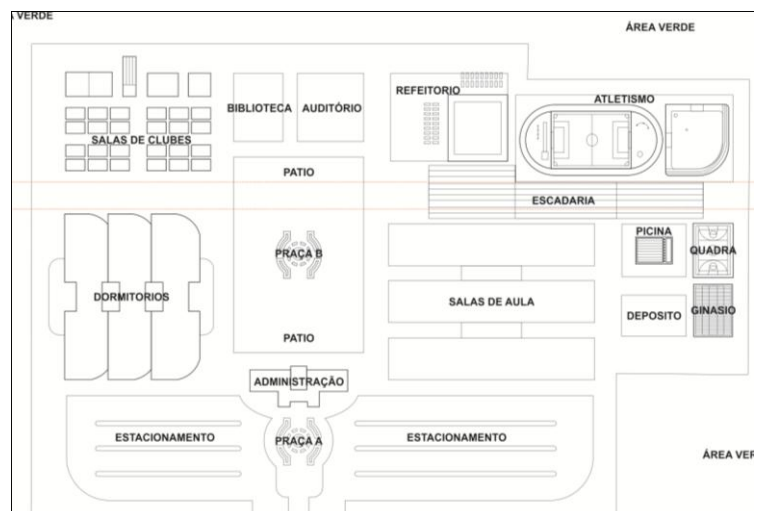 A VERDE
ÁREA VERDE
REFEITORIO
ATLETISMO
BIBLIOTECA
AUDITÓRIO
SALAS DE CLUBES
PATIO
ESCADARIA
PICINA
PRAÇA B
QUADRA
DORMITORIOS
SALAS DE AULA
GINASIO
DEPOSITO
PATIO
ADMINISTRAÇÃO
ESTACIONAMENTO
PRAÇA A
ESTACIONAMENTO
ÁREA VER